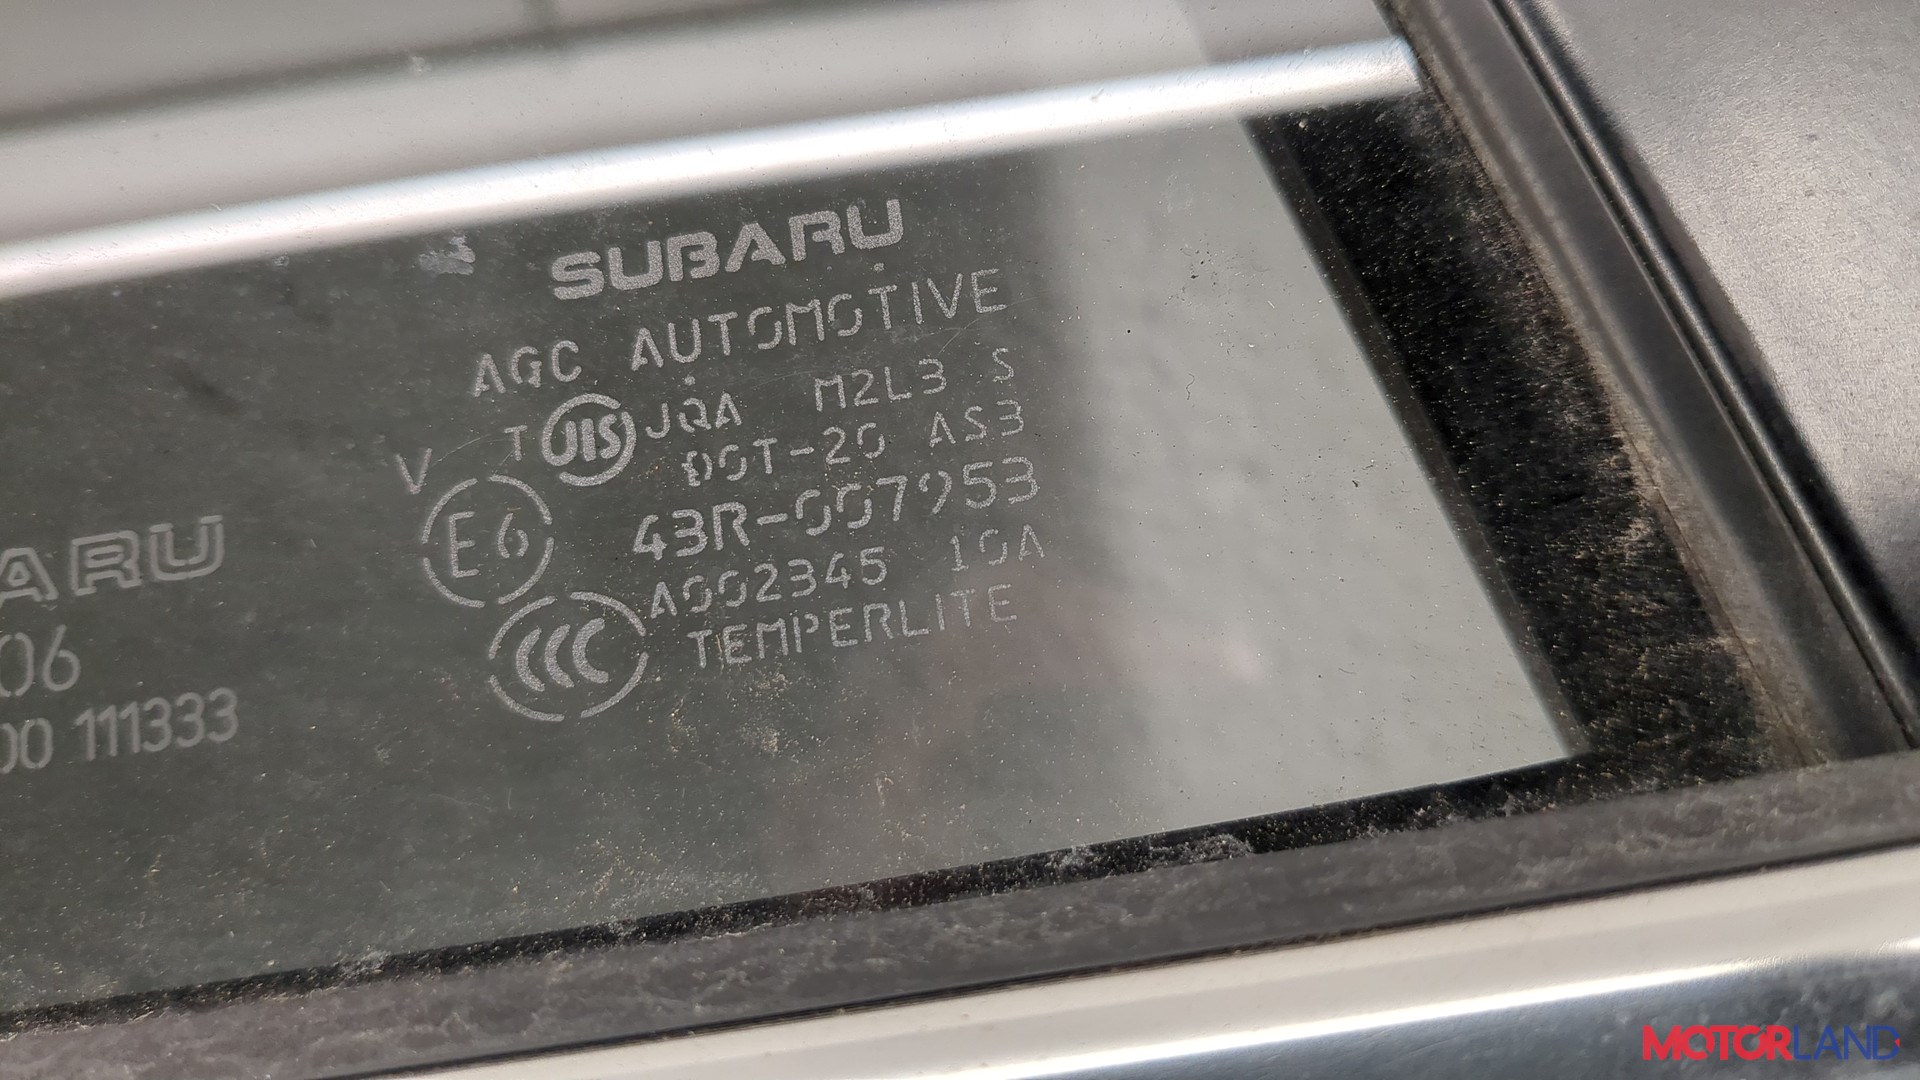 SUBARU
AGC AUTOMOTIVE
T JIS JQA M2L3 S
V
DOT-20 AS3
E6
43R-007953
A002345 10A
CCC
TEMPERLITE
ARU
06
00 111333
MOTORLAND